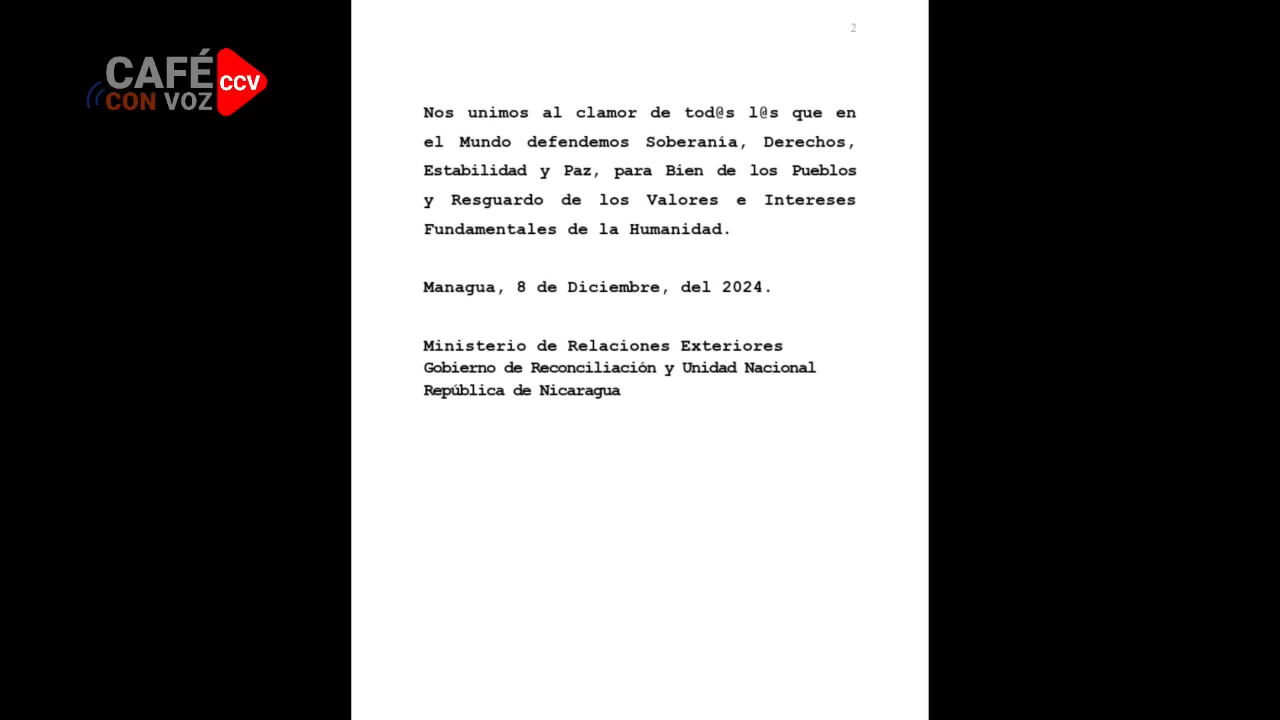 CAFÉ
CON VOZ
CCV
2
Nos unimos al clamor de tod@s l@s que en
el Mundo defendemos Soberanía, Derechos,
Estabilidad y Paz, para Bien de los Pueblos
y Resguardo de los Valores e Intereses
Fundamentales de la Humanidad.
Managua, 8 de Diciembre, del 2024.
Ministerio de Relaciones Exteriores
Gobierno de Reconciliación y Unidad Nacional
República de Nicaragua